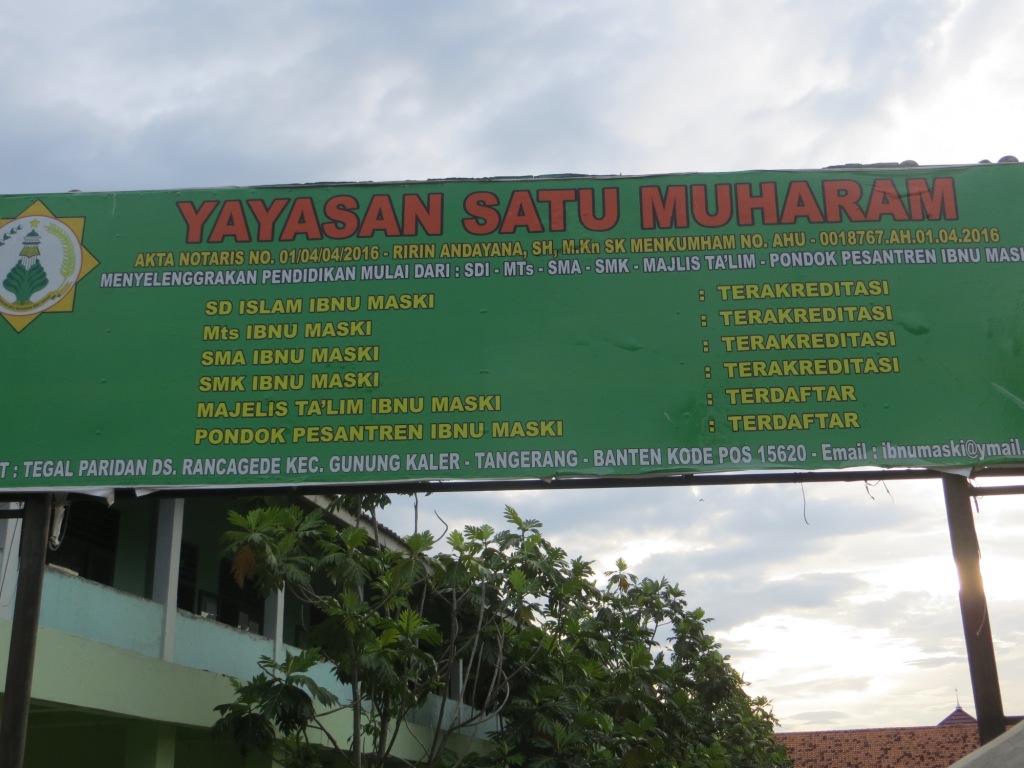 YAYASAN SATU MUHARAM
AKTA NOTARIS NO. 01/04/04/2016 - RIRIN ANDAYANA, SH, M.Kn SK MENKUMHAM NO. AHU - 0018767.AH.01.04.2016
MENYELENGGRAKAN PENDIDIKAN MULAI DARI : SDI - MTs - SMA - SMK - MAJLIS TA'LIM - PONDOK PESANTREN IBNU MASKI
SD ISLAM IBNU MASKI : TERAKREDITASI
Mts IBNU MASKI : TERAKREDITASI
SMA IBNU MASKI : TERAKREDITASI
SMK IBNU MASKI : TERAKREDITASI
MAJELIS TA'LIM IBNU MASKI : TERDAFTAR
PONDOK PESANTREN IBNU MASKI : TERDAFTAR
: TEGAL PARIDAN DS. RANCAGEDE KEC. GUNUNG KALER - TANGERANG - BANTEN KODE POS 15620 - Email : ibnumaski@ymail